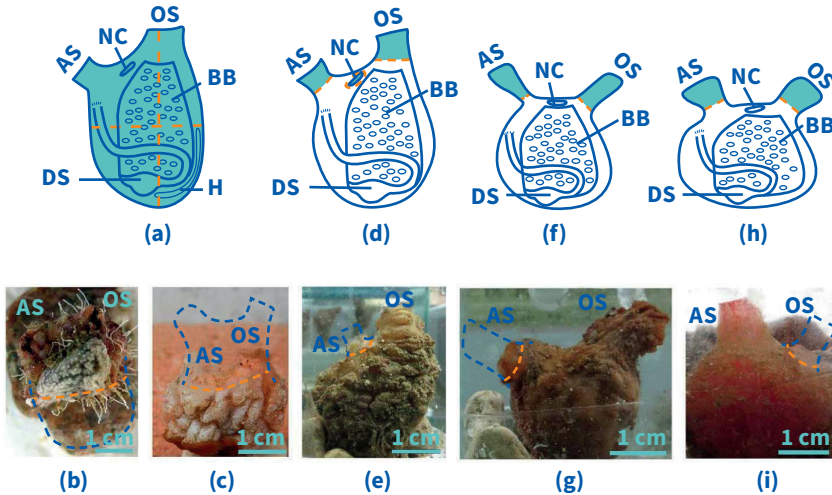 OS
NC
AS
BB
DS
H
(a)
OS
AS
NC
BB
DS
(d)
NC
AS
OS
BB
DS
(f)
AS
NC
OS
BB
DS
(h)
AS
OS
1 cm
(b)
OS
AS
1 cm
(c)
OS
AS
1 cm
(e)
AS
OS
1 cm
(g)
AS
OS
1 cm
(i)